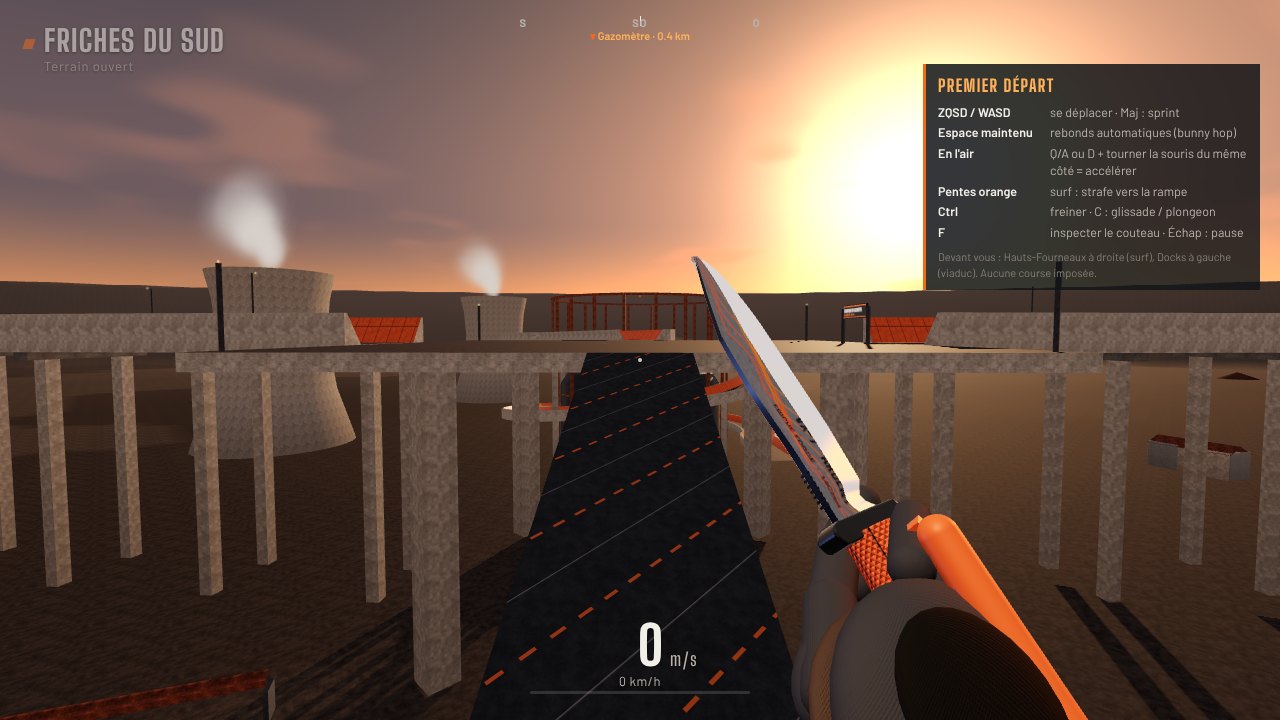 FRICHES DU SUD
Terrain ouvert
S
SO
O
Gazomètre · 0.4 km
PREMIER DÉPART
ZQSD / WASD se déplacer · Maj : sprint
Espace maintenu rebonds automatiques (bunny hop)
En l'air Q/A ou D + tourner la souris du même
côté = accélérer
Pentes orange surf : strafe vers la rampe
Ctrl freiner · C : glissade / plongeon
F inspecter le couteau · Échap : pause
Devant vous : Hauts-Fourneaux à droite (surf), Docks à gauche
(viaduc). Aucune course imposée.
0 m/s
0 km/h